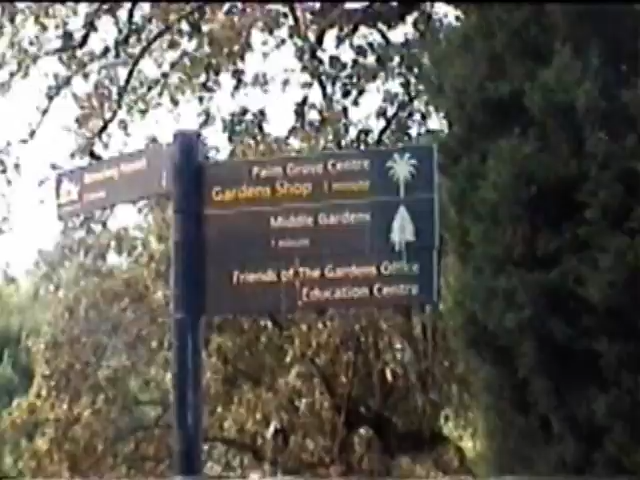 Palm Grove Centre
Gardens Shop 1 minute
Middle Gardens
1 minute
Friends of The Gardens Office
Education Centre